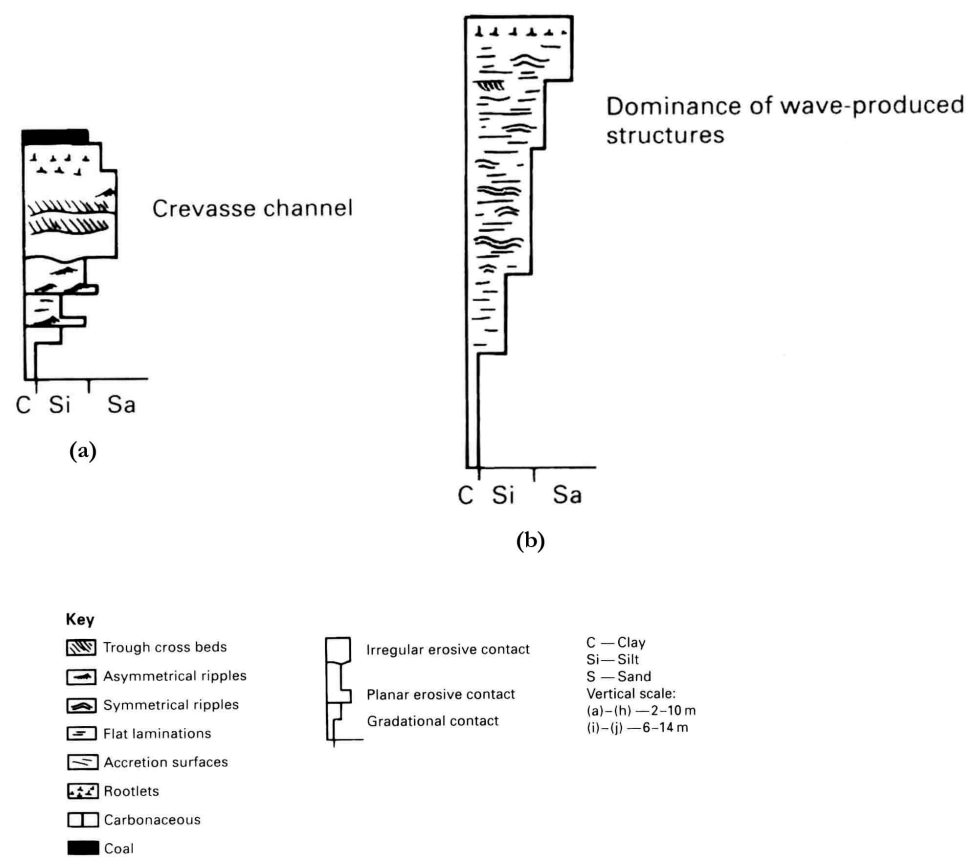 Dominance of wave-produced
structures
Crevasse channel
C Si Sa
(a)
C Si Sa
(b)
Key
Trough cross beds
Asymmetrical ripples
Symmetrical ripples
Flat laminations
Accretion surfaces
Rootlets
Carbonaceous
Coal
Irregular erosive contact
Planar erosive contact
Gradational contact
C — Clay
Si — Silt
S — Sand
Vertical scale:
(a)–(h) — 2–10 m
(i)–(j) — 6–14 m